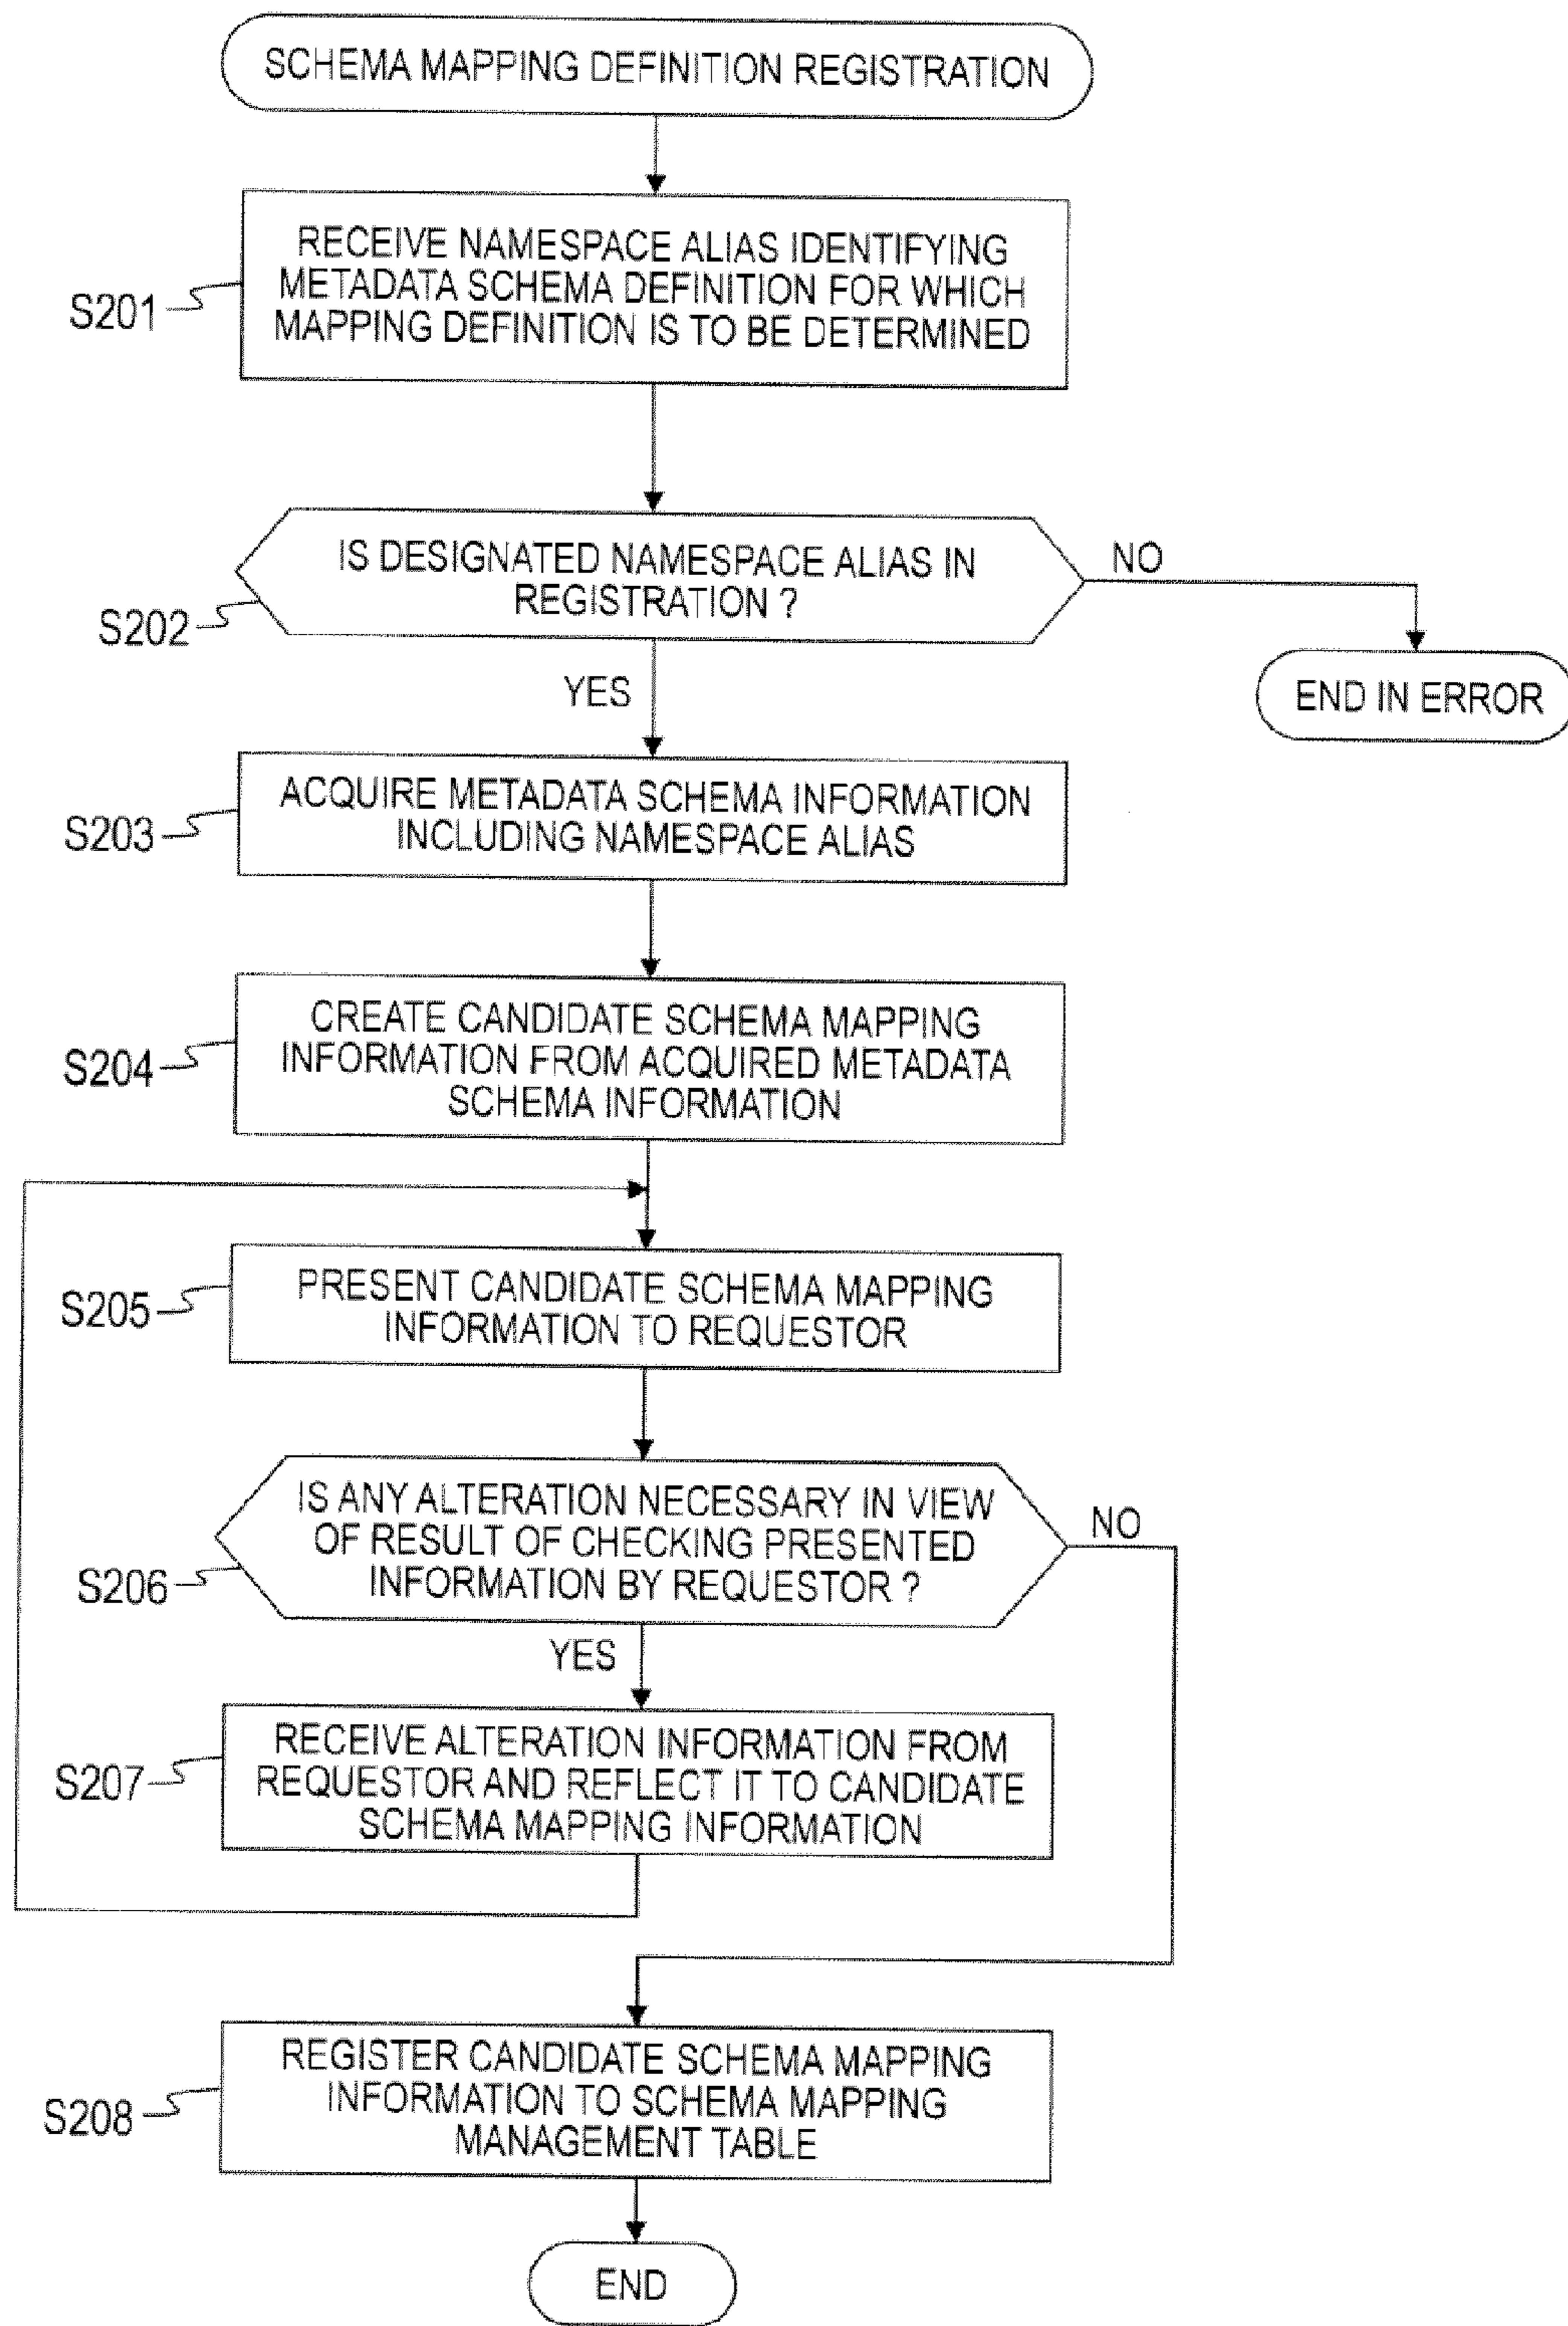 SCHEMA MAPPING DEFINITION REGISTRATION
RECEIVE NAMESPACE ALIAS IDENTIFYING
METADATA SCHEMA DEFINITION FOR WHICH
MAPPING DEFINITION IS TO BE DETERMINED
S201
IS DESIGNATED NAMESPACE ALIAS IN
REGISTRATION ?
NO
S202
YES
END IN ERROR
ACQUIRE METADATA SCHEMA INFORMATION
INCLUDING NAMESPACE ALIAS
S203
CREATE CANDIDATE SCHEMA MAPPING
INFORMATION FROM ACQUIRED METADATA
SCHEMA INFORMATION
S204
PRESENT CANDIDATE SCHEMA MAPPING
INFORMATION TO REQUESTOR
S205
IS ANY ALTERATION NECESSARY IN VIEW
OF RESULT OF CHECKING PRESENTED
INFORMATION BY REQUESTOR ?
NO
S206
YES
RECEIVE ALTERATION INFORMATION FROM
REQUESTOR AND REFLECT IT TO CANDIDATE
SCHEMA MAPPING INFORMATION
S207
REGISTER CANDIDATE SCHEMA MAPPING
INFORMATION TO SCHEMA MAPPING
MANAGEMENT TABLE
S208
END